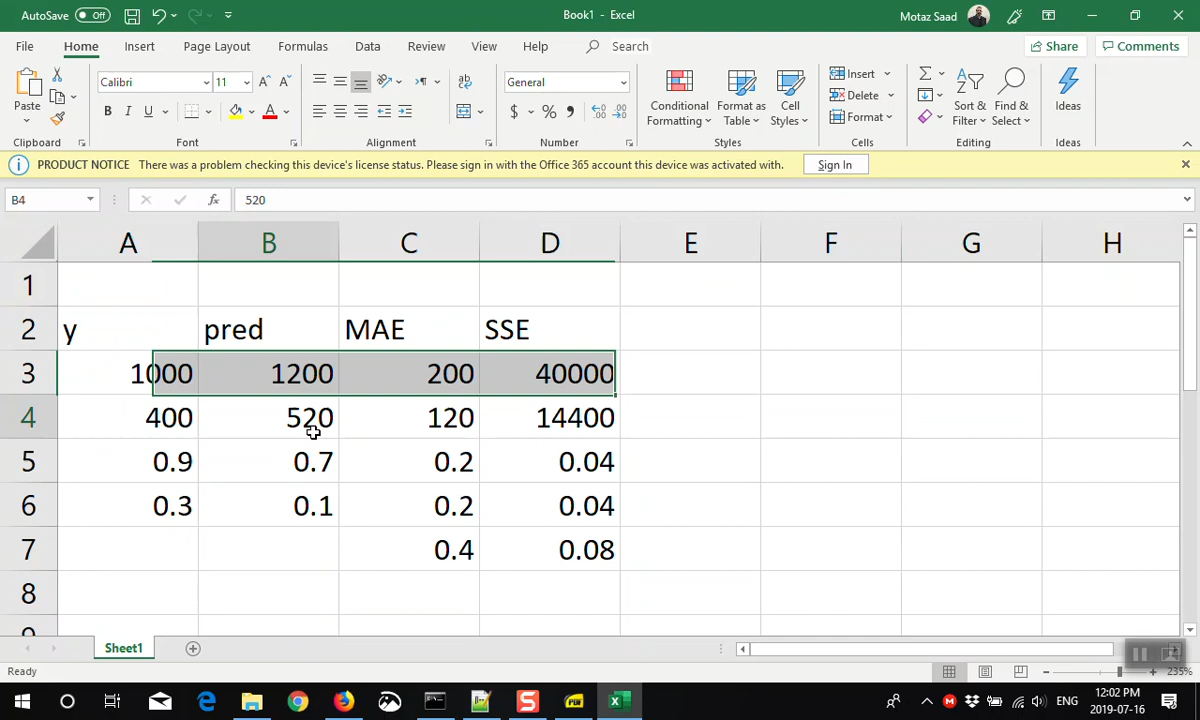 AutoSave Off Book1 - Excel Motaz Saad
File Home Insert Page Layout Formulas Data Review View Help Search Share Comments
Paste Calibri 11 General Conditional Formatting Format as Table Cell Styles Insert Delete Format Sort & Filter Find & Select Ideas
Clipboard Font Alignment Number Styles Cells Editing Ideas
PRODUCT NOTICE There was a problem checking this device's license status. Please sign in with the Office 365 account this device was activated with. Sign In
B4 fx 520
A B C D E F G H
1
2 y pred MAE SSE
3 1000 1200 200 40000
4 400 520 120 14400
5 0.9 0.7 0.2 0.04
6 0.3 0.1 0.2 0.04
7 0.4 0.08
8
9
Sheet1
Ready 235%
ENG 12:02 PM
2019-07-16